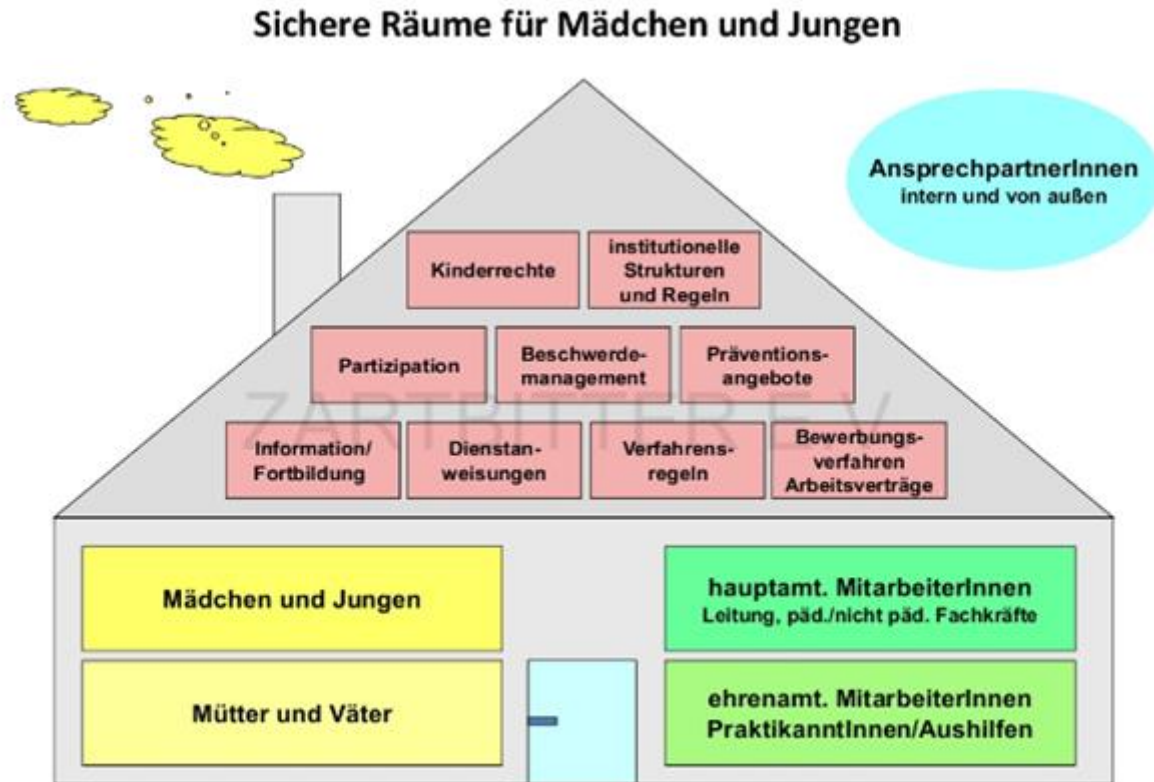 Sichere Räume für Mädchen und Jungen
AnsprechpartnerInnen
intern und von außen
Kinderrechte
institutionelle
Strukturen
und Regeln
Partizipation
Beschwerde-
management
Präventions-
angebote
ZARTBITTER E.V.
Information/
Fortbildung
Dienstan-
weisungen
Verfahrens-
regeln
Bewerbungs-
verfahren
Arbeitsverträge
Mädchen und Jungen
hauptamt. MitarbeiterInnen
Leitung, päd./nicht päd. Fachkräfte
Mütter und Väter
ehrenamt. MitarbeiterInnen
PraktikanntInnen/Aushilfen